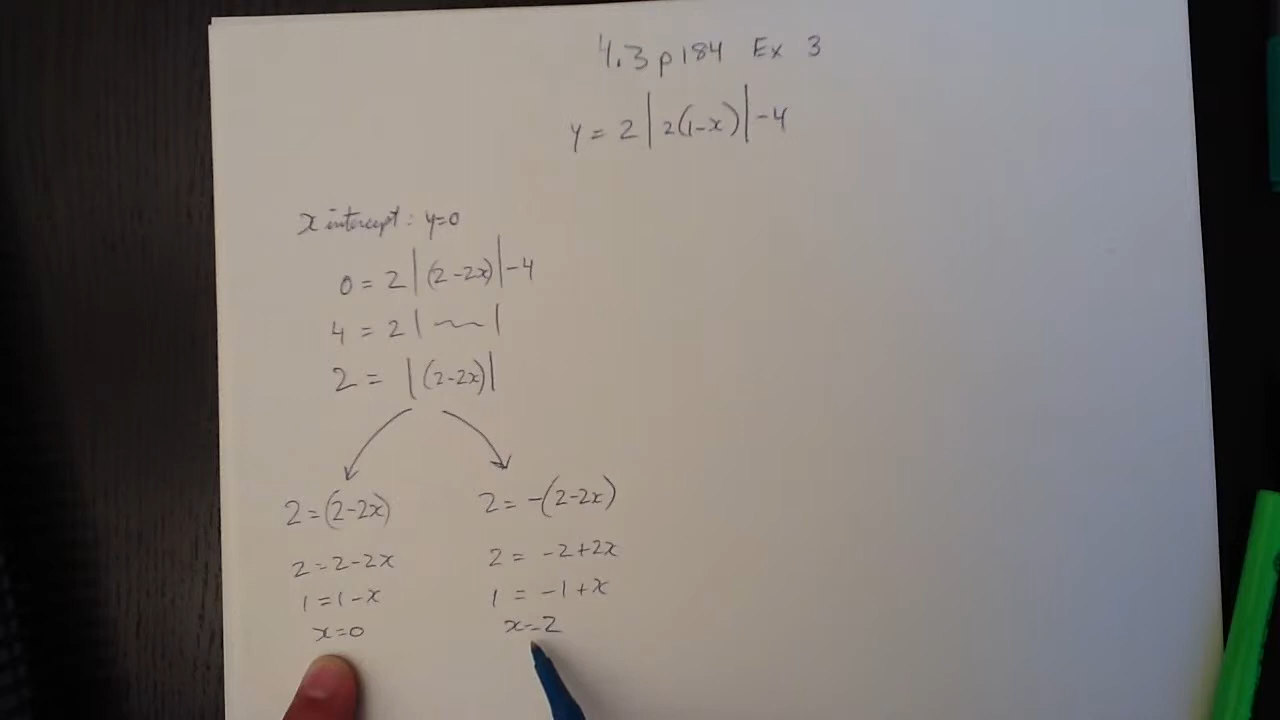 4.3 p184 Ex 3
y = 2|2(1-x)|-4
x intercept: y=0
0 = 2|(2-2x)|-4
4 = 2|~~|
2 = |(2-2x)|
2=(2-2x)
2=2-2x
1=1-x
x=0
2= -(2-2x)
2 = -2+2x
1 = -1+x
x=2